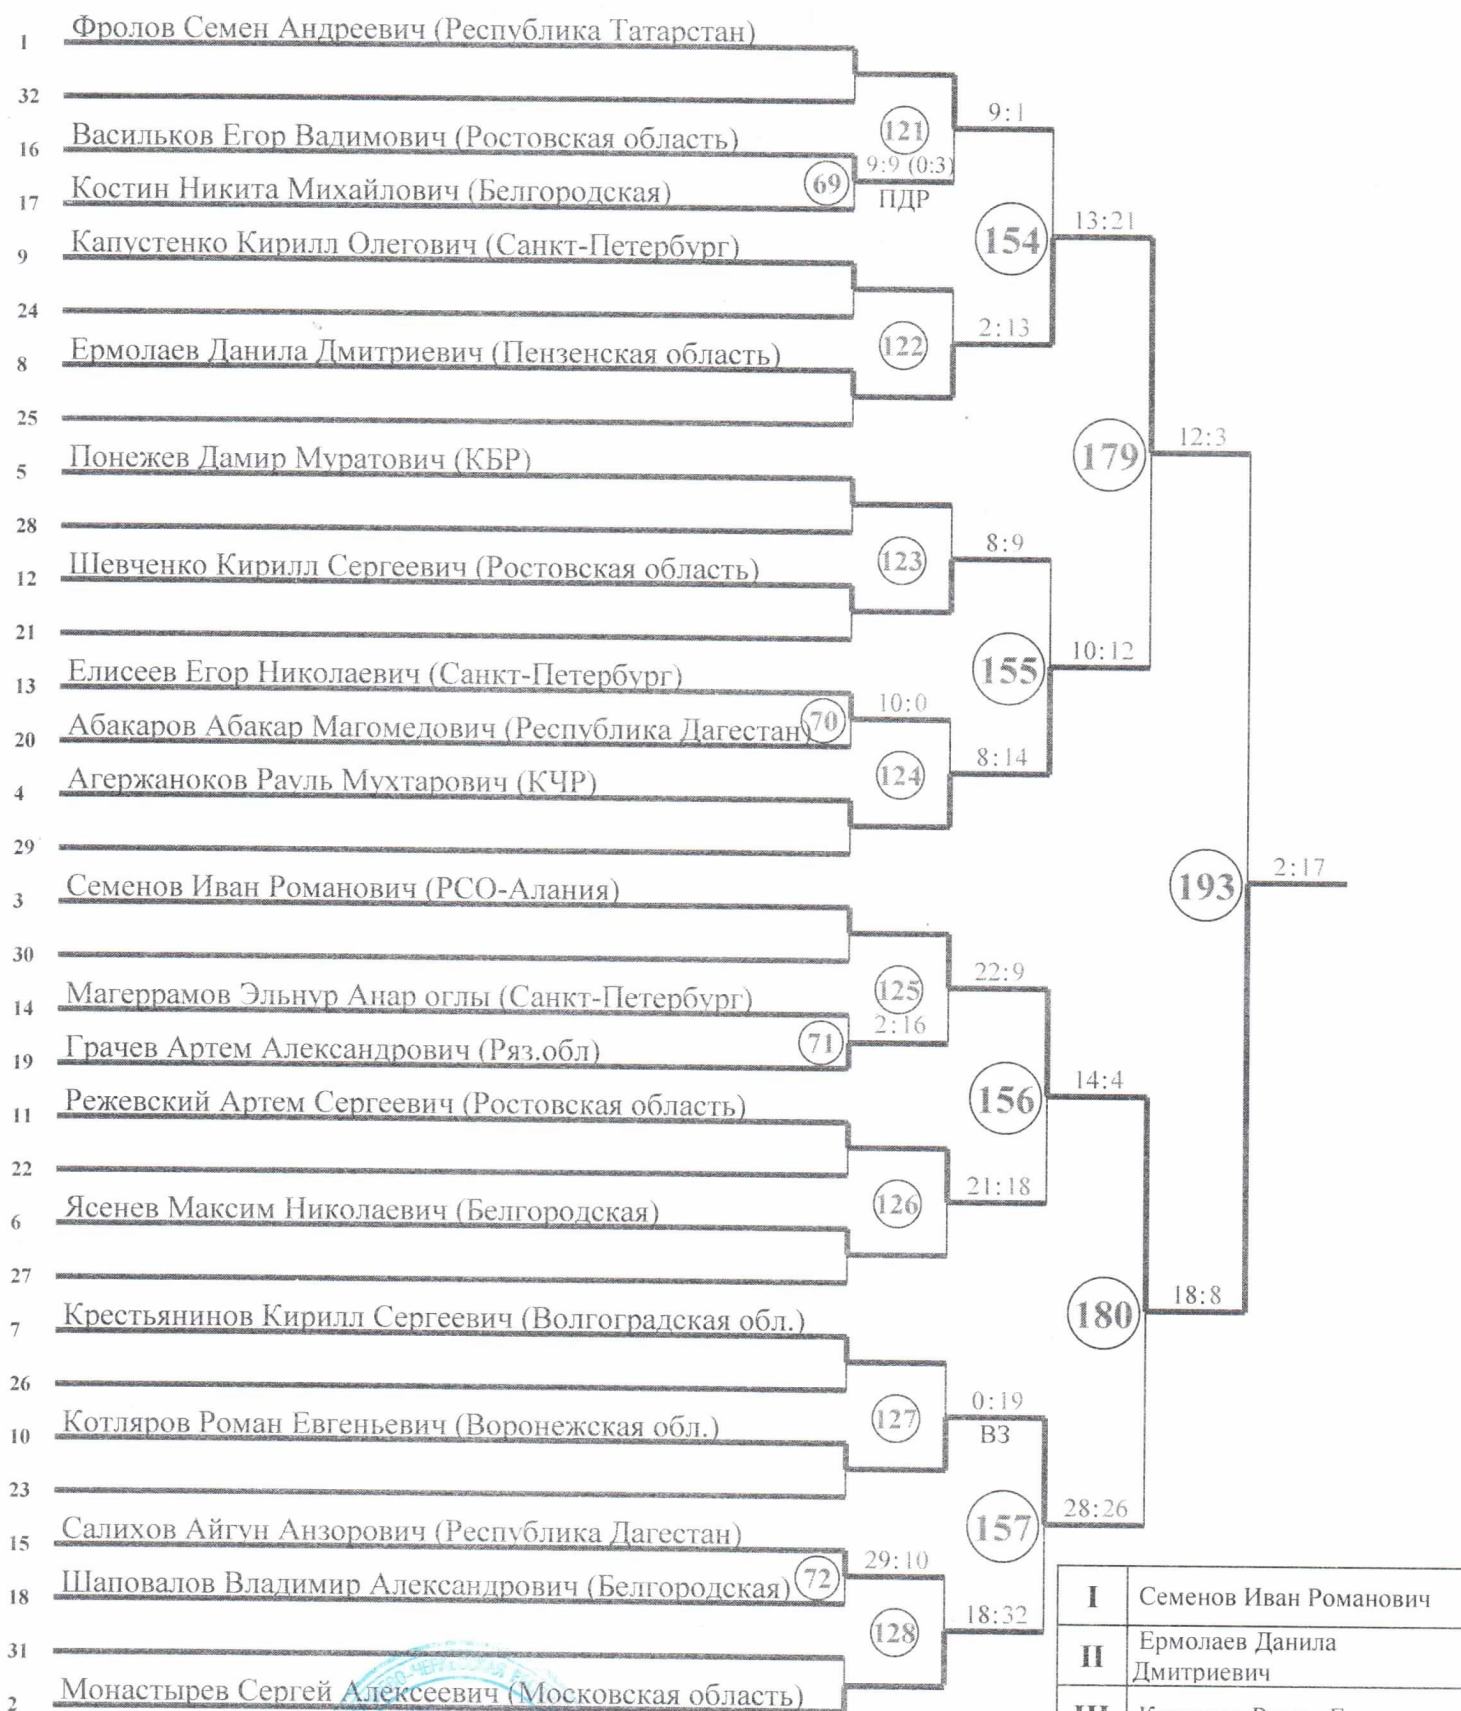 1 Фролов Семен Андреевич (Республика Татарстан)
32
121 9:1
16 Васильков Егор Вадимович (Ростовская область)
9:9 (0:3)
69 ПДР
17 Костин Никита Михайлович (Белгородская)
154 13:21
9 Капустенко Кирилл Олегович (Санкт-Петербург)
24
122 2:13
8 Ермолаев Данила Дмитриевич (Пензенская область)
25
179 12:3
5 Понежев Дамир Муратович (КБР)
28
123 8:9
12 Шевченко Кирилл Сергеевич (Ростовская область)
21
155 10:12
13 Елисеев Егор Николаевич (Санкт-Петербург)
70 10:0
20 Абакаров Абакар Магомедович (Республика Дагестан)
124 8:14
4 Агержаноков Рауль Мухтарович (КЧР)
29
193 2:17
3 Семенов Иван Романович (РСО-Алания)
30
125 22:9
14 Магеррамов Эльнур Анар оглы (Санкт-Петербург)
71 2:16
19 Грачев Артем Александрович (Ряз.обл)
156 14:4
11 Режевский Артем Сергеевич (Ростовская область)
22
126 21:18
6 Ясенев Максим Николаевич (Белгородская)
27
180 18:8
7 Крестьянинов Кирилл Сергеевич (Волгоградская обл.)
26
127 0:19
ВЗ
10 Котляров Роман Евгеньевич (Воронежская обл.)
23
157 28:26
15 Салихов Айгун Анзорович (Республика Дагестан)
72 29:10
18 Шаповалов Владимир Александрович (Белгородская)
128 18:32
31
2 Монастырев Сергей Алексеевич (Московская область)
I Семенов Иван Романович
II Ермолаев Данила
Дмитриевич
III